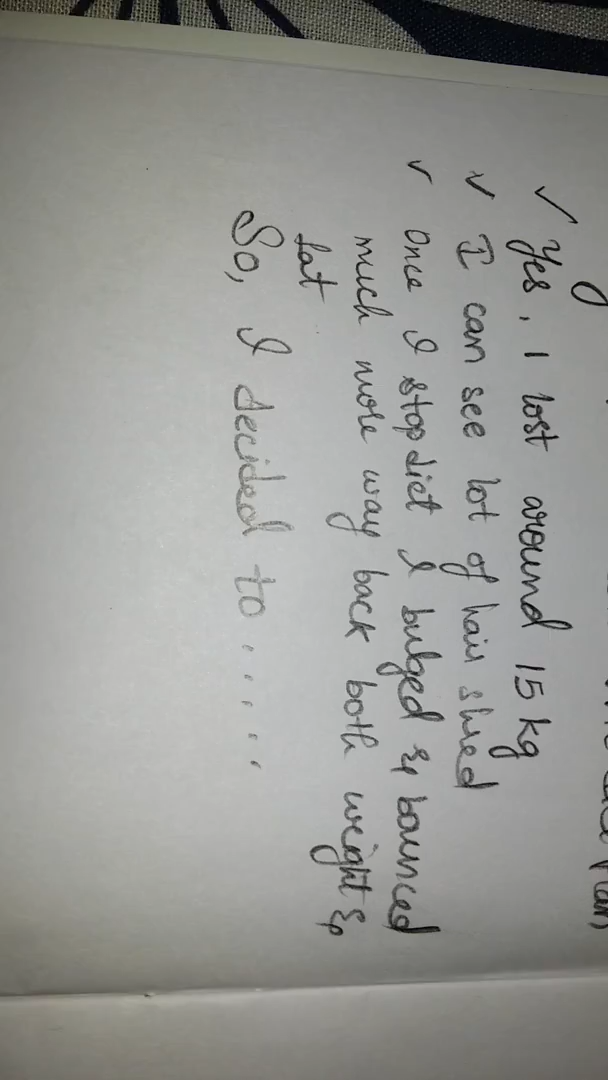 ✓ Yes, I lost around 15 kg
✓ I can see lot of hair shred
✓ Once I stop diet I bulged & bounced
much more way back both weight &
fat
So, I decided to......